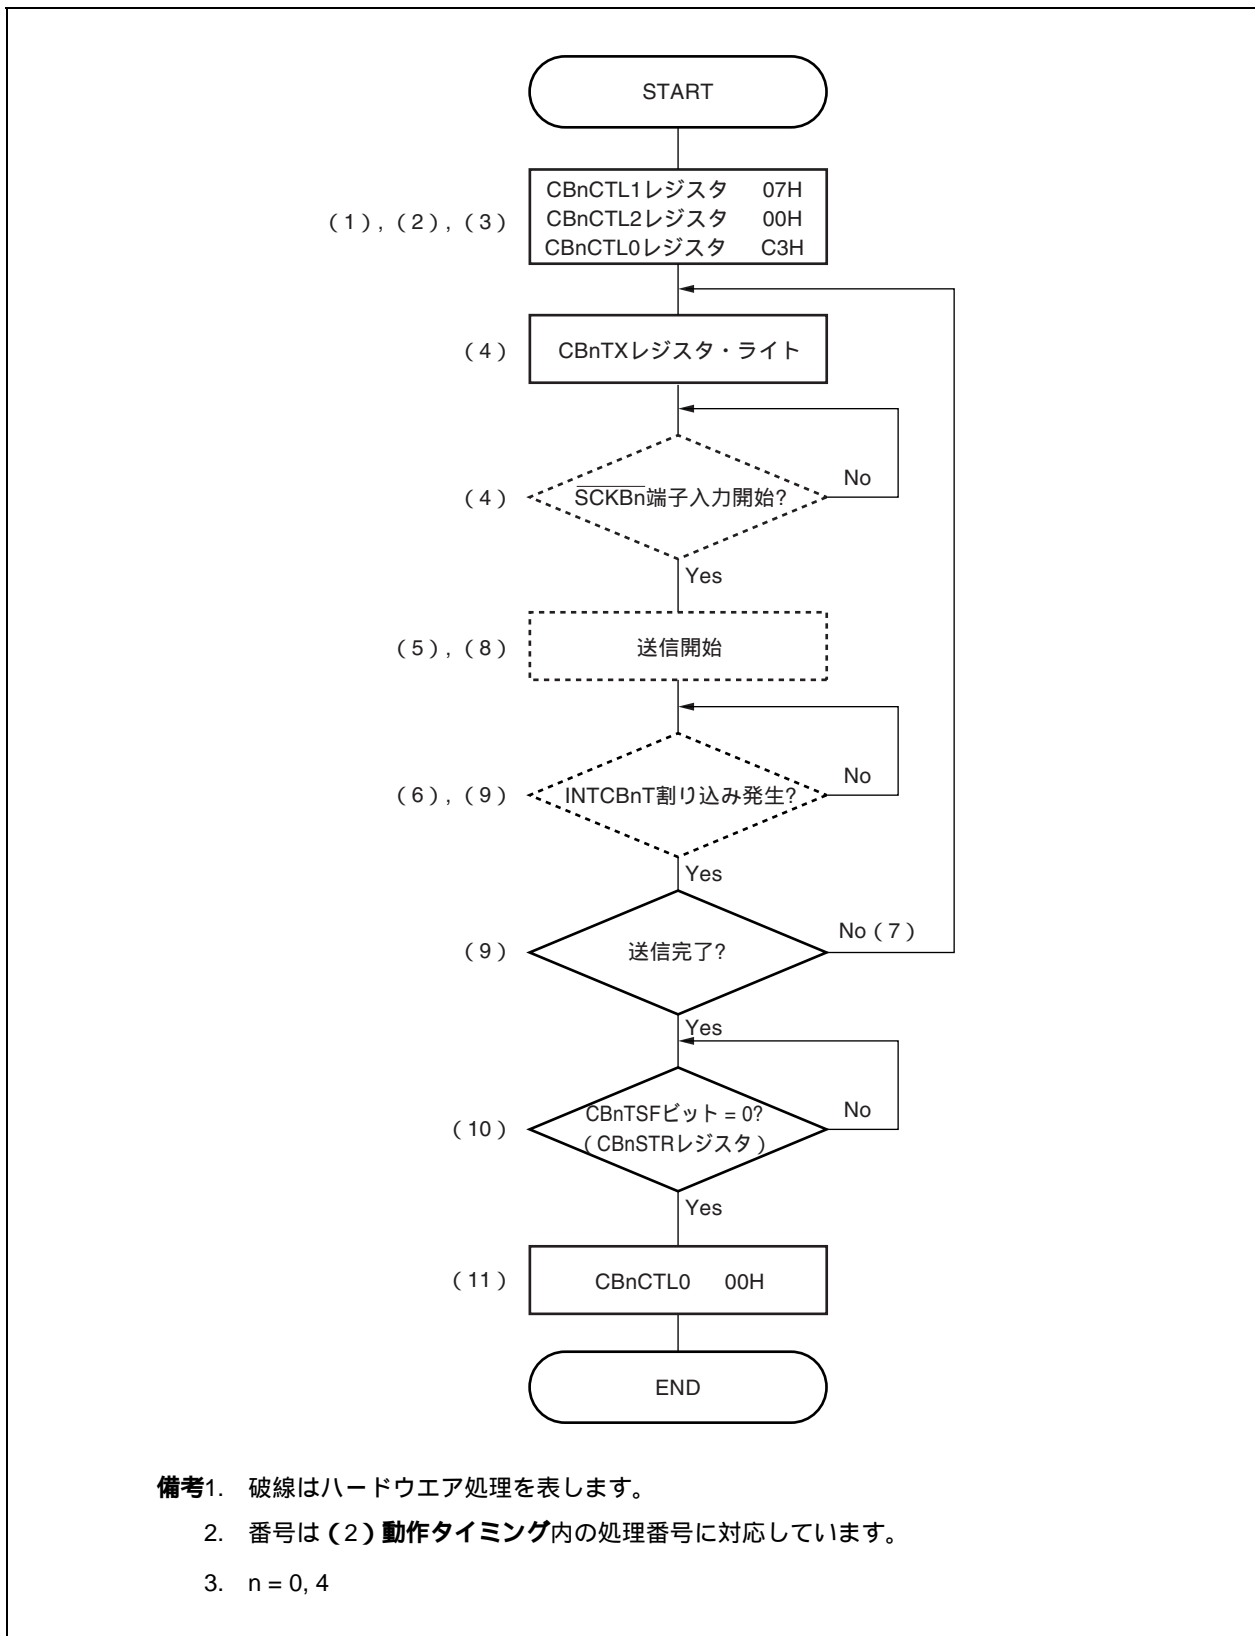 START
(1), (2), (3)
CBnCTL1レジスタ 07H
CBnCTL2レジスタ 00H
CBnCTL0レジスタ C3H
(4) CBnTXレジスタ・ライト
(4) SCKBn端子入力開始? No
Yes
(5), (8) 送信開始
(6), (9) INTCBnT割り込み発生? No
Yes
(9) 送信完了? No(7)
Yes
(10) CBnTSFビット = 0? No
(CBnSTRレジスタ)
Yes
(11) CBnCTL0 00H
END
備考1. 破線はハードウエア処理を表します。
2. 番号は(2)動作タイミング内の処理番号に対応しています。
3. n = 0, 4